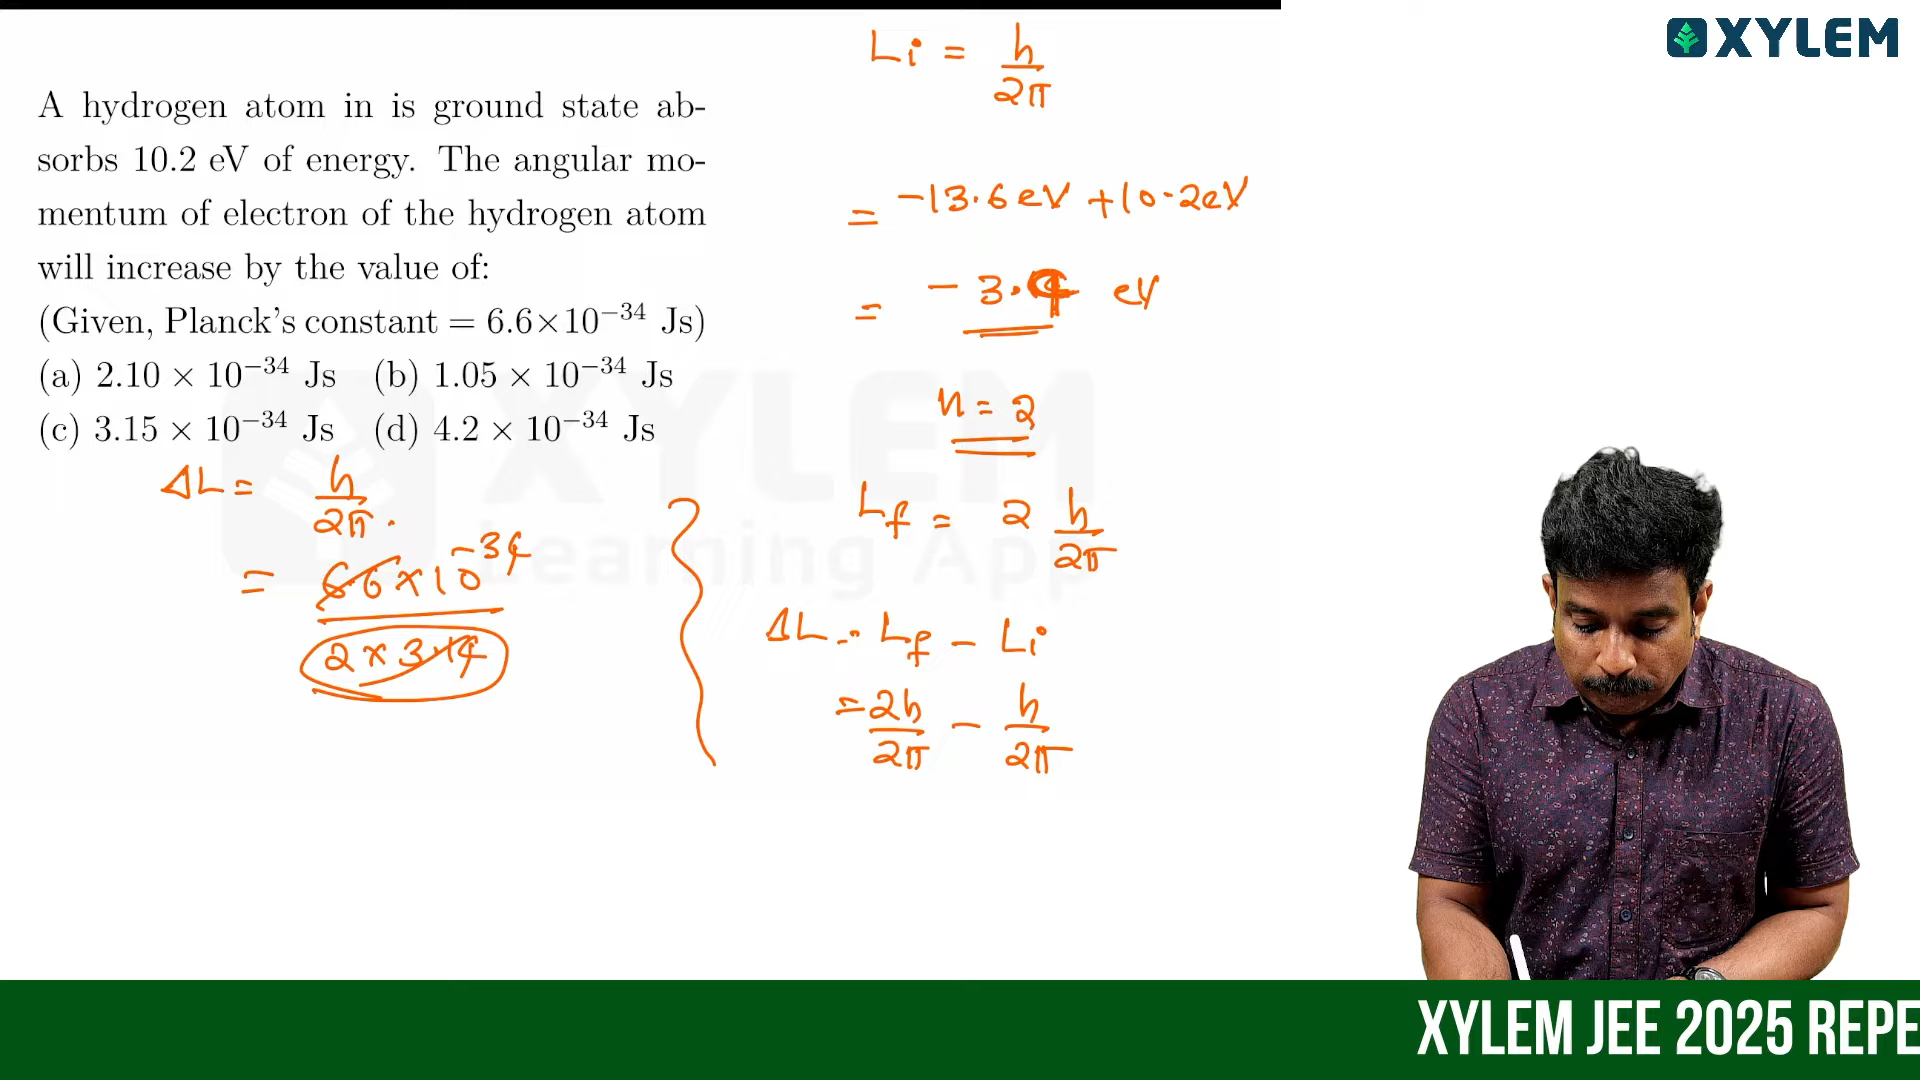 XYLEM
A hydrogen atom in is ground state ab-
sorbs 10.2 eV of energy. The angular mo-
mentum of electron of the hydrogen atom
will increase by the value of:
(Given, Planck's constant = 6.6×10⁻³⁴ Js)
(a) 2.10 × 10⁻³⁴ Js (b) 1.05 × 10⁻³⁴ Js
(c) 3.15 × 10⁻³⁴ Js (d) 4.2 × 10⁻³⁴ Js
ΔL = h/2π.
= 6.6 × 10⁻³⁴
2 × 3.14
Li = h/2π
= -13.6 eV + 10.2 eV
= -3.4 eV
n = 2
Lf = 2 h/2π
ΔL = Lf - Li
= 2h/2π - h/2π
XYLEM
Learning App
XYLEM JEE 2025 REPE